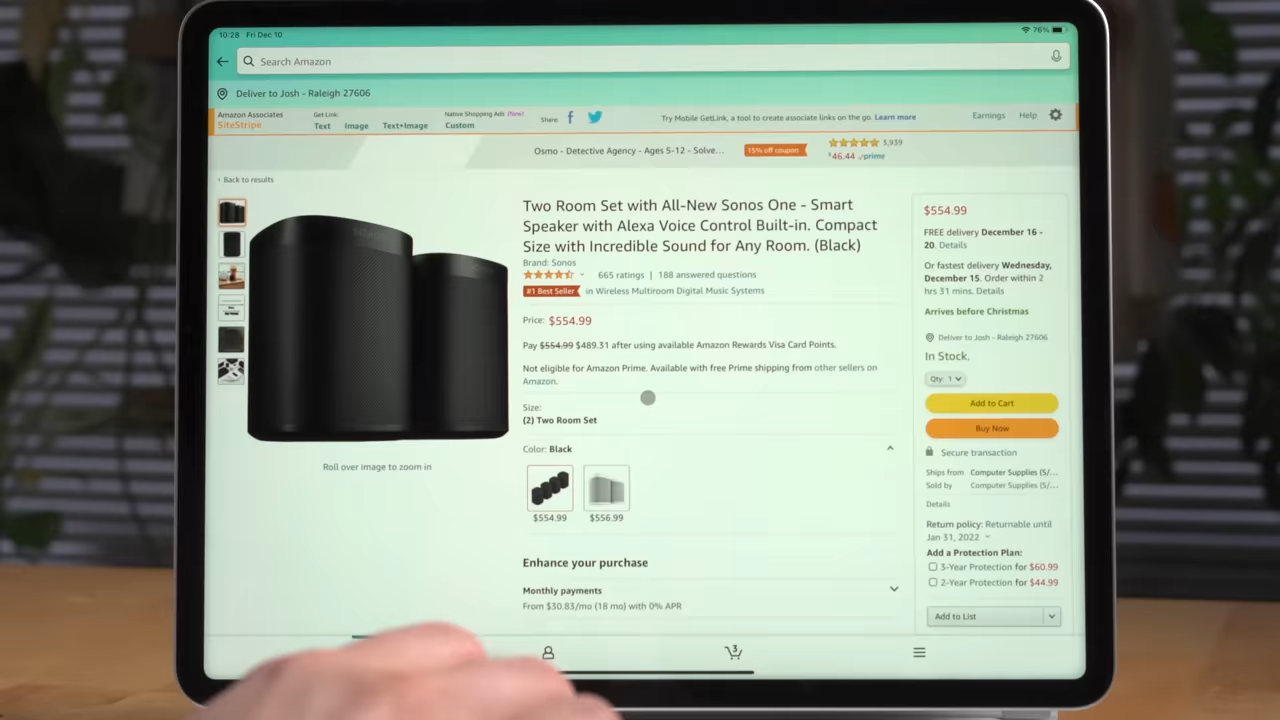 10:28 Fri Dec 10
76%
Search Amazon
Deliver to Josh - Raleigh 27606
Amazon Associates
SiteStripe
Get Link:
Text Image Text+Image
Native Shopping Ads (New!)
Custom
Share:
Try Mobile GetLink, a tool to create associate links on the go. Learn more
Earnings Help
Osmo - Detective Agency - Ages 5-12 - Solve...
15% off coupon
3,939
$46.44 prime
‹ Back to results
SONOS
Two Room Set with All-New Sonos One - Smart
Speaker with Alexa Voice Control Built-in. Compact
Size with Incredible Sound for Any Room. (Black)
Brand: Sonos
665 ratings | 188 answered questions
#1 Best Seller in Wireless Multiroom Digital Music Systems
Price: $554.99
Pay $554.99 $489.31 after using available Amazon Rewards Visa Card Points.
Not eligible for Amazon Prime. Available with free Prime shipping from other sellers on
Amazon.
Size:
(2) Two Room Set
Color: Black
$554.99 $556.99
Roll over image to zoom in
Enhance your purchase
Monthly payments
From $30.83/mo (18 mo) with 0% APR
$554.99
FREE delivery December 16 -
20. Details
Or fastest delivery Wednesday,
December 15. Order within 2
hrs 31 mins. Details
Arrives before Christmas
Deliver to Josh - Raleigh 27606
In Stock.
Qty: 1
Add to Cart
Buy Now
Secure transaction
Ships from Computer Supplies (S/...
Sold by Computer Supplies (S/...
Details
Return policy: Returnable until
Jan 31, 2022
Add a Protection Plan:
3-Year Protection for $60.99
2-Year Protection for $44.99
Add to List
3